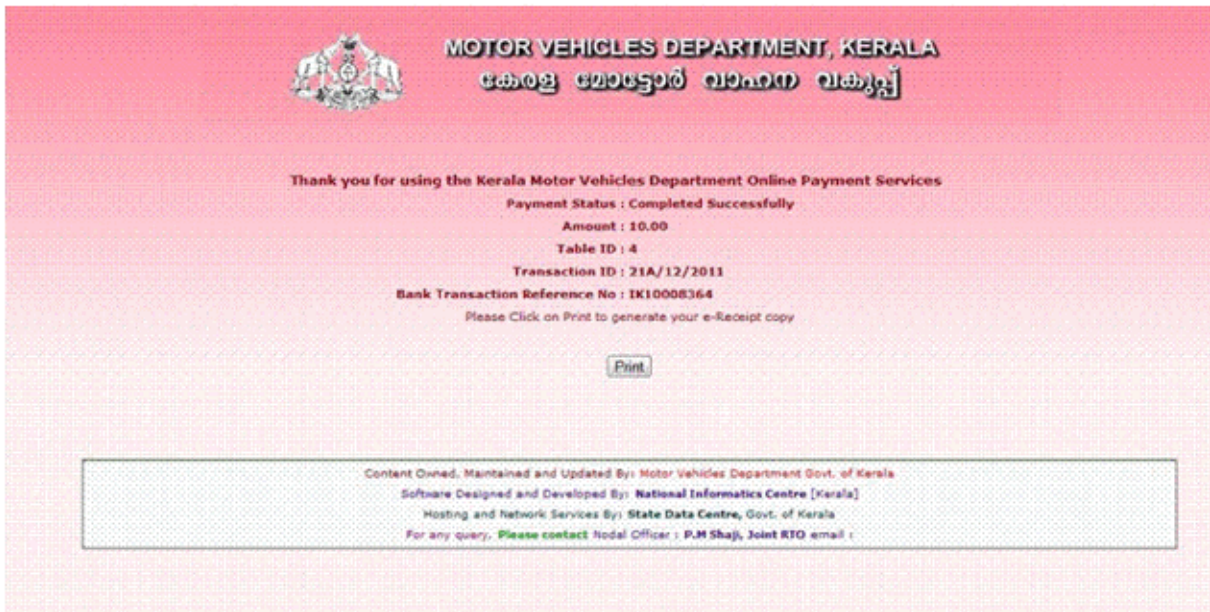 MOTOR VEHICLES DEPARTMENT, KERALA
കേരള മോട്ടോർ വാഹന വകുപ്പ്
Thank you for using the Kerala Motor Vehicles Department Online Payment Services
Payment Status : Completed Successfully
Amount : 10.00
Table ID : 4
Transaction ID : 21A/12/2011
Bank Transaction Reference No : IK10008364
Please Click on Print to generate your e-Receipt copy
Print
Content Owned, Maintained and Updated By: Motor Vehicles Department Govt. of Kerala
Software Designed and Developed By: National Informatics Centre [Kerala]
Hosting and Network Services By: State Data Centre, Govt. of Kerala
For any query, Please contact Nodal Officer : P.M Shaji, Joint RTO email :